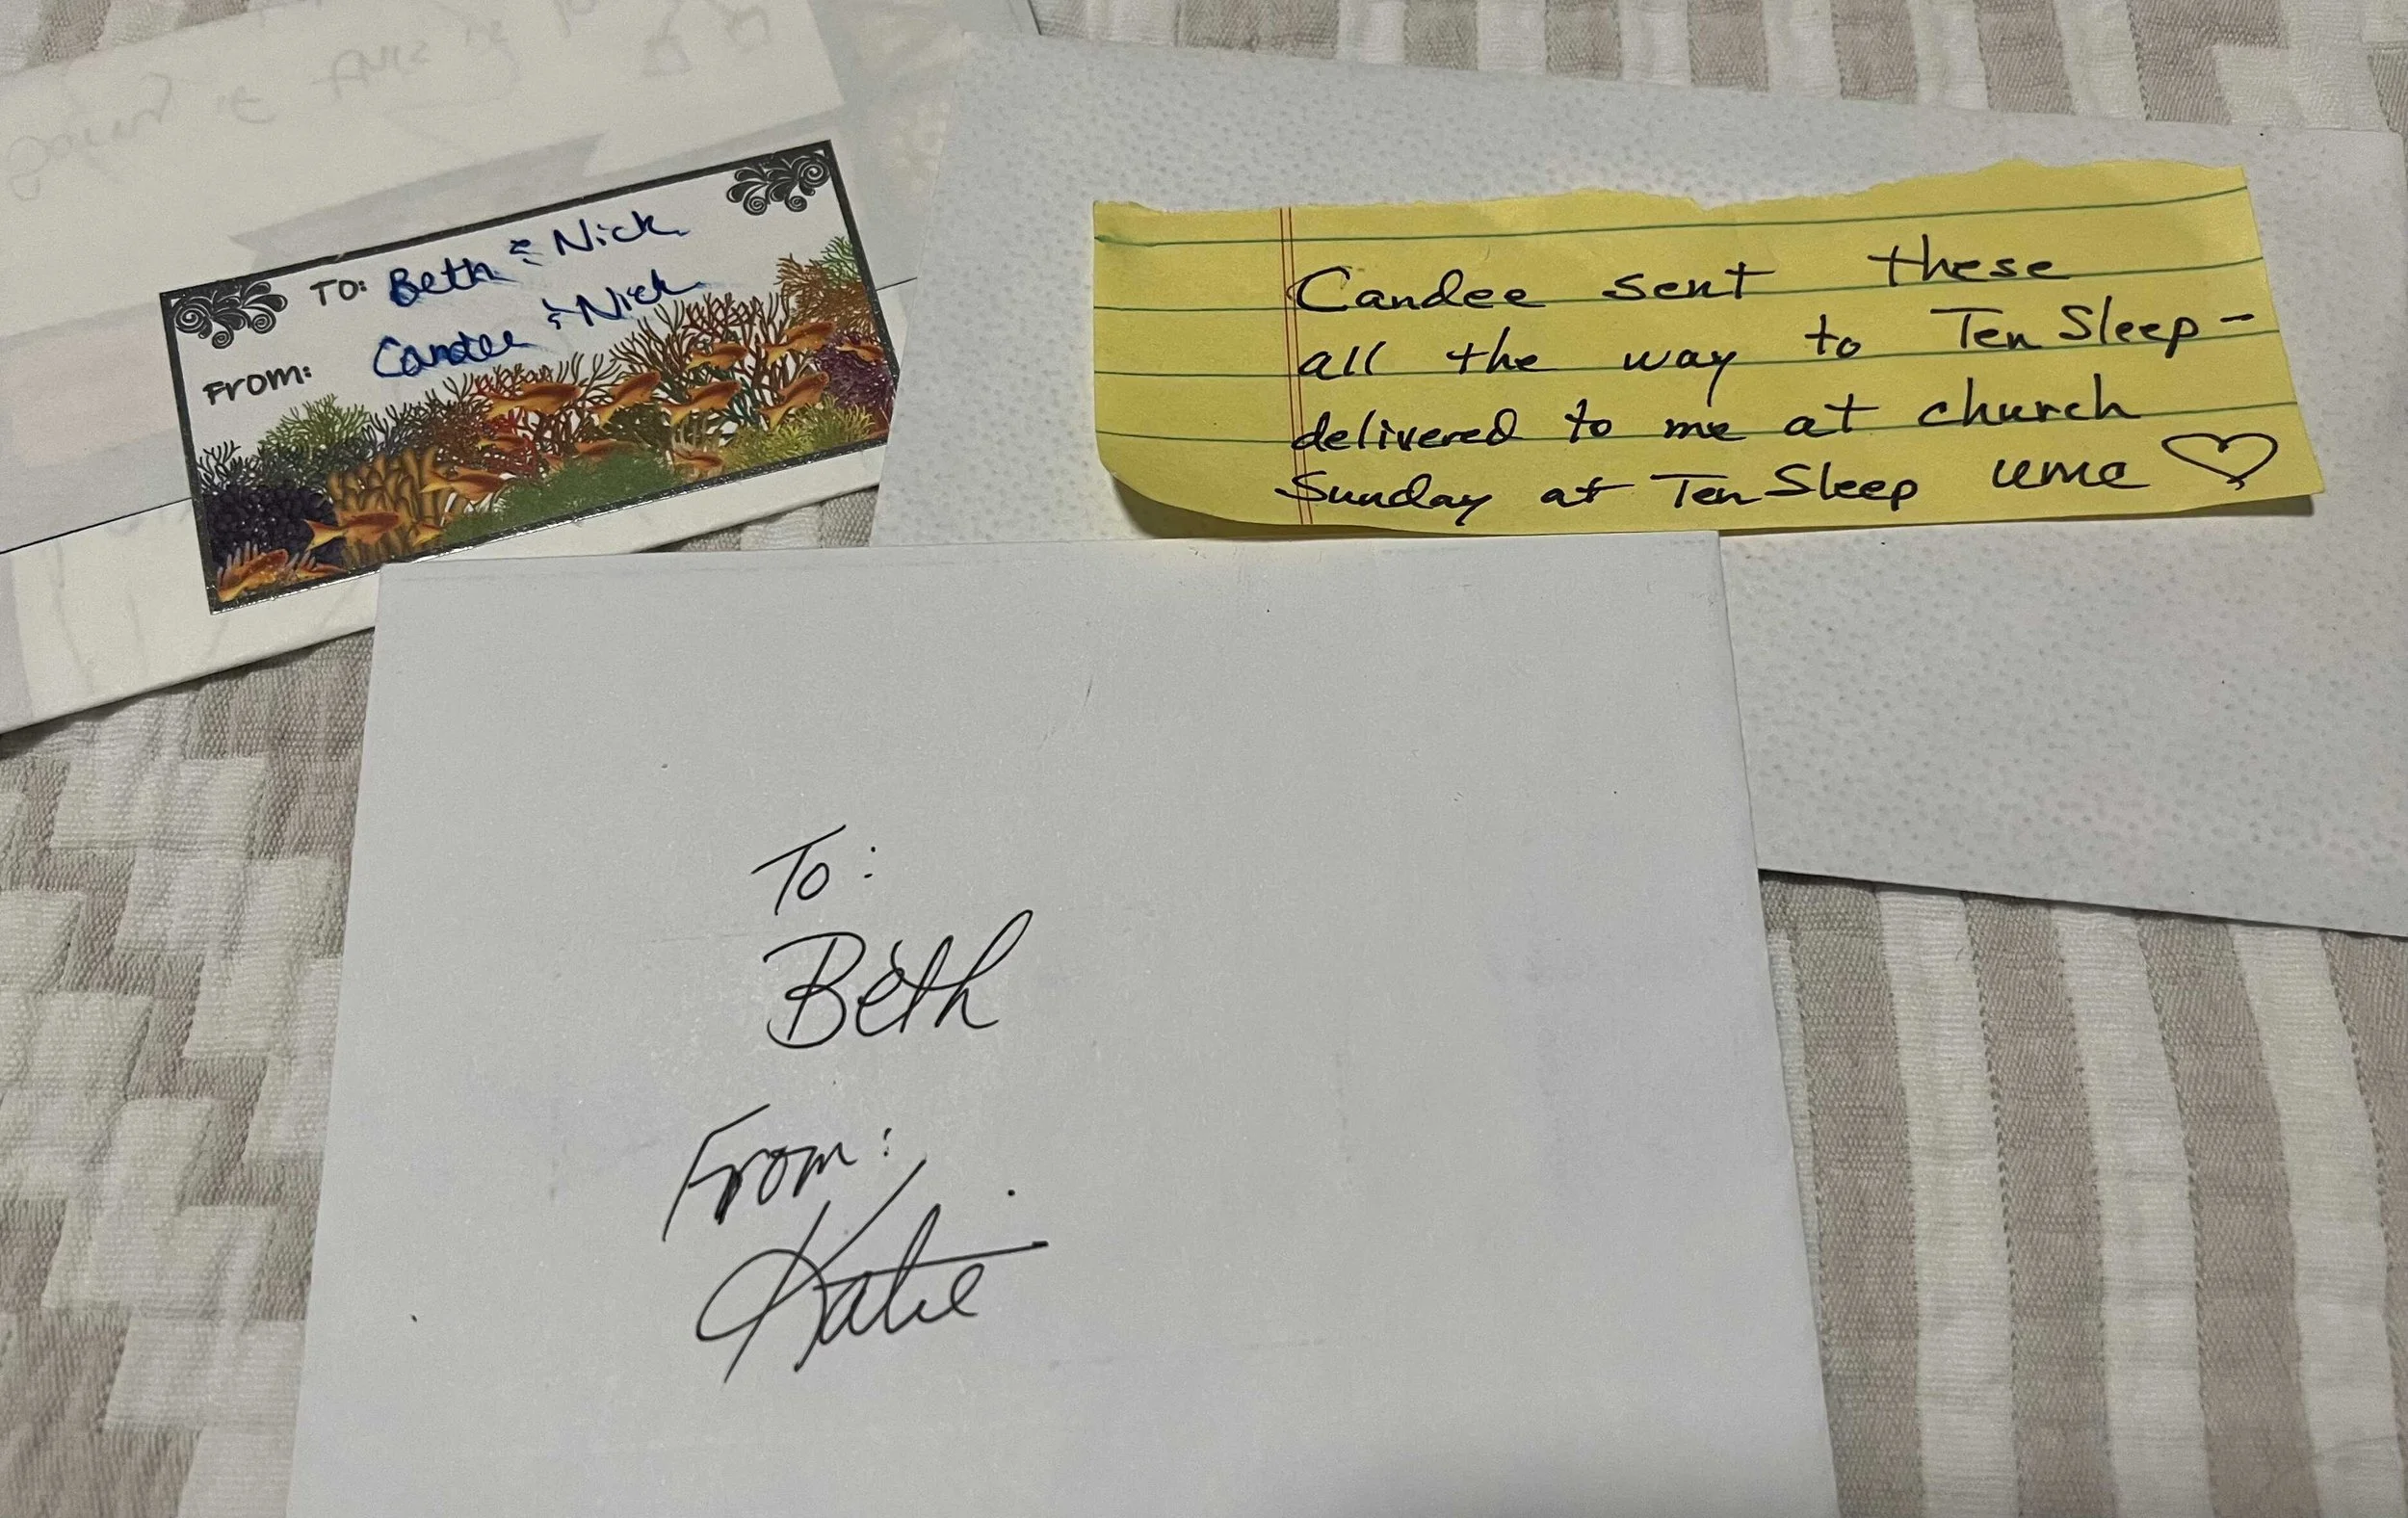 TO: Beth & Nick
FROM: Candee & Nick
Candee sent these
all the way to Ten Sleep -
delivered to me at church
Sunday at Ten Sleep UMC ♡
To:
Beth
From:
Katie